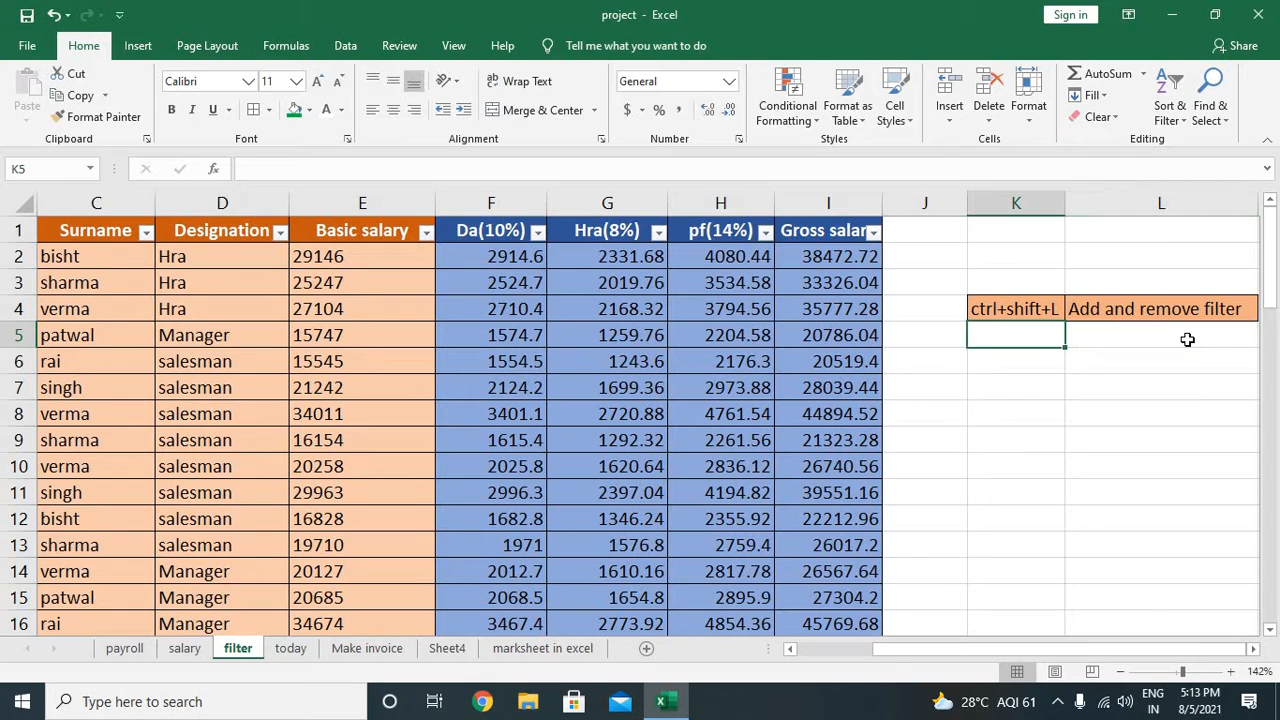 project - Excel
Sign in
File Home Insert Page Layout Formulas Data Review View Help Tell me what you want to do Share
Paste
Cut
Copy
Format Painter
Clipboard
Calibri 11
B I U
Font
Wrap Text
Merge & Center
Alignment
General
$ % ,
Number
Conditional Formatting
Format as Table
Cell Styles
Styles
Insert Delete Format
Cells
AutoSum
Fill
Clear
Sort & Filter
Find & Select
Editing
K5 fx
C D E F G H I J K L
1 Surname Designation Basic salary Da(10%) Hra(8%) pf(14%) Gross salar
2 bisht Hra 29146 2914.6 2331.68 4080.44 38472.72
3 sharma Hra 25247 2524.7 2019.76 3534.58 33326.04
4 verma Hra 27104 2710.4 2168.32 3794.56 35777.28 ctrl+shift+L Add and remove filter
5 patwal Manager 15747 1574.7 1259.76 2204.58 20786.04
6 rai salesman 15545 1554.5 1243.6 2176.3 20519.4
7 singh salesman 21242 2124.2 1699.36 2973.88 28039.44
8 verma salesman 34011 3401.1 2720.88 4761.54 44894.52
9 sharma salesman 16154 1615.4 1292.32 2261.56 21323.28
10 verma salesman 20258 2025.8 1620.64 2836.12 26740.56
11 singh salesman 29963 2996.3 2397.04 4194.82 39551.16
12 bisht salesman 16828 1682.8 1346.24 2355.92 22212.96
13 sharma salesman 19710 1971 1576.8 2759.4 26017.2
14 verma Manager 20127 2012.7 1610.16 2817.78 26567.64
15 patwal Manager 20685 2068.5 1654.8 2895.9 27304.2
16 rai Manager 34674 3467.4 2773.92 4854.36 45769.68
payroll salary filter today Make invoice Sheet4 marksheet in excel
142%
Type here to search
28°C AQI 61
ENG
IN
5:13 PM
8/5/2021